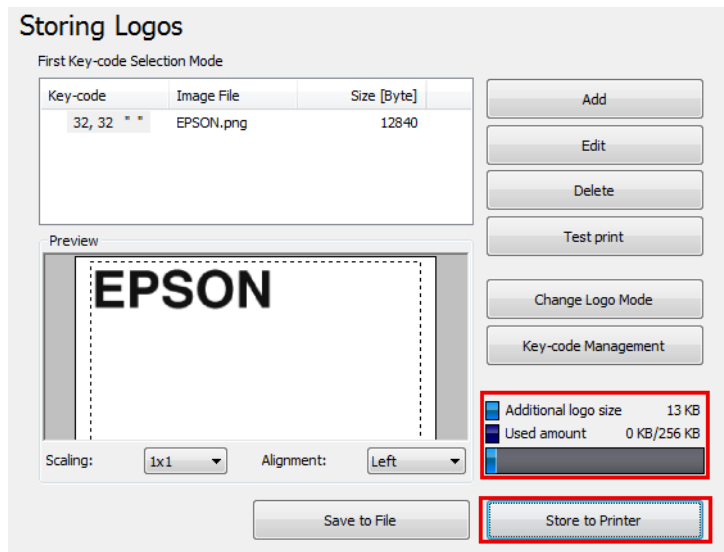 Storing Logos
First Key-code Selection Mode
Key-code Image File Size [Byte]
32, 32 " " EPSON.png 12840
Add
Edit
Delete
Test print
Preview
EPSON
Change Logo Mode
Key-code Management
Additional logo size 13 KB
Used amount 0 KB/256 KB
Scaling: 1x1 Alignment: Left
Save to File Store to Printer